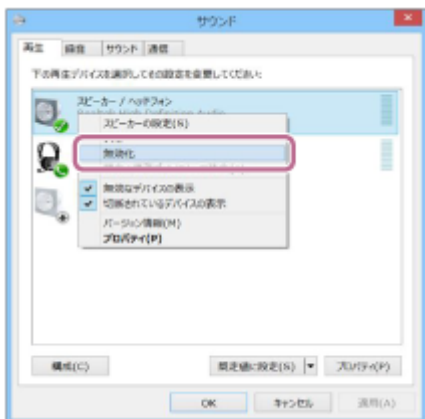 サウンド
再生 録音 サウンド 通信
下の再生デバイスを選択してその設定を変更してください:
スピーカー / ヘッドフォン
Realtek High Definition Audio
スピーカーの設定(N)
無効化
無効なデバイスの表示
切断されているデバイスの表示
バージョン情報(M)
プロパティ(P)
構成(C) 既定値に設定(S) プロパティ(P)
OK キャンセル 適用(A)